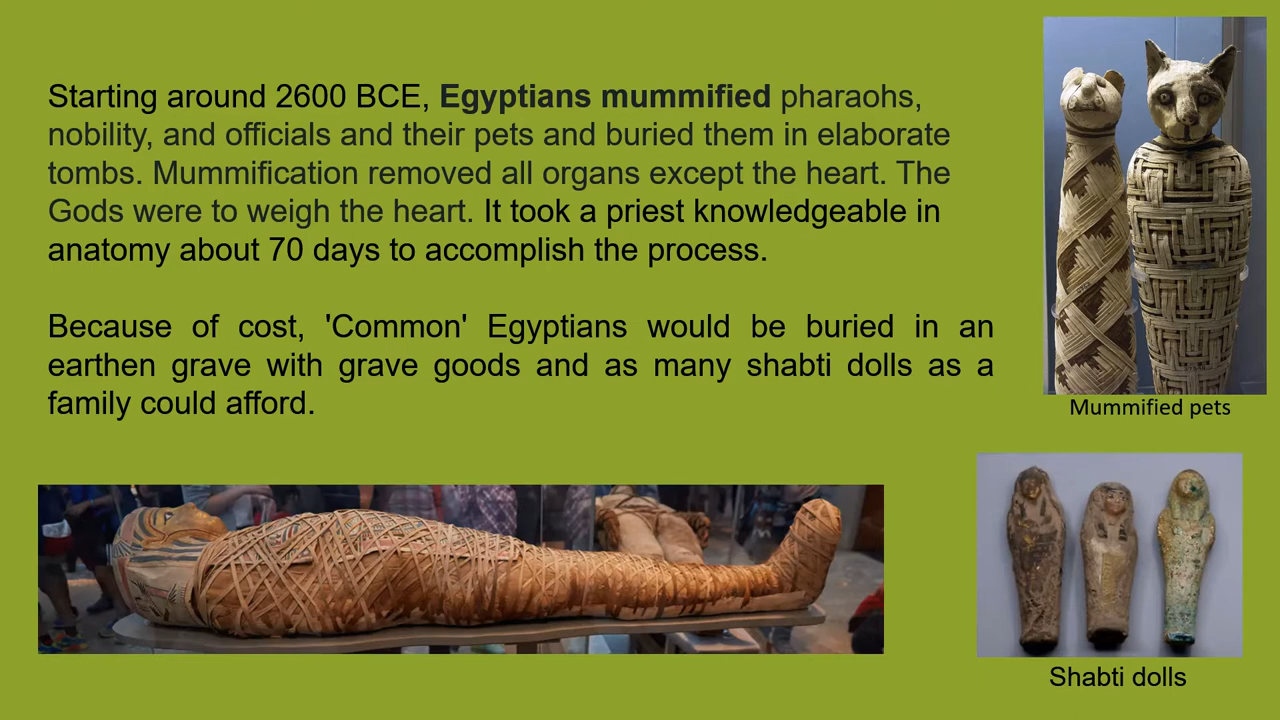 Starting around 2600 BCE, Egyptians mummified pharaohs,
nobility, and officials and their pets and buried them in elaborate
tombs. Mummification removed all organs except the heart. The
Gods were to weigh the heart. It took a priest knowledgeable in
anatomy about 70 days to accomplish the process.
Because of cost, 'Common' Egyptians would be buried in an
earthen grave with grave goods and as many shabti dolls as a
family could afford.
Mummified pets
Shabti dolls